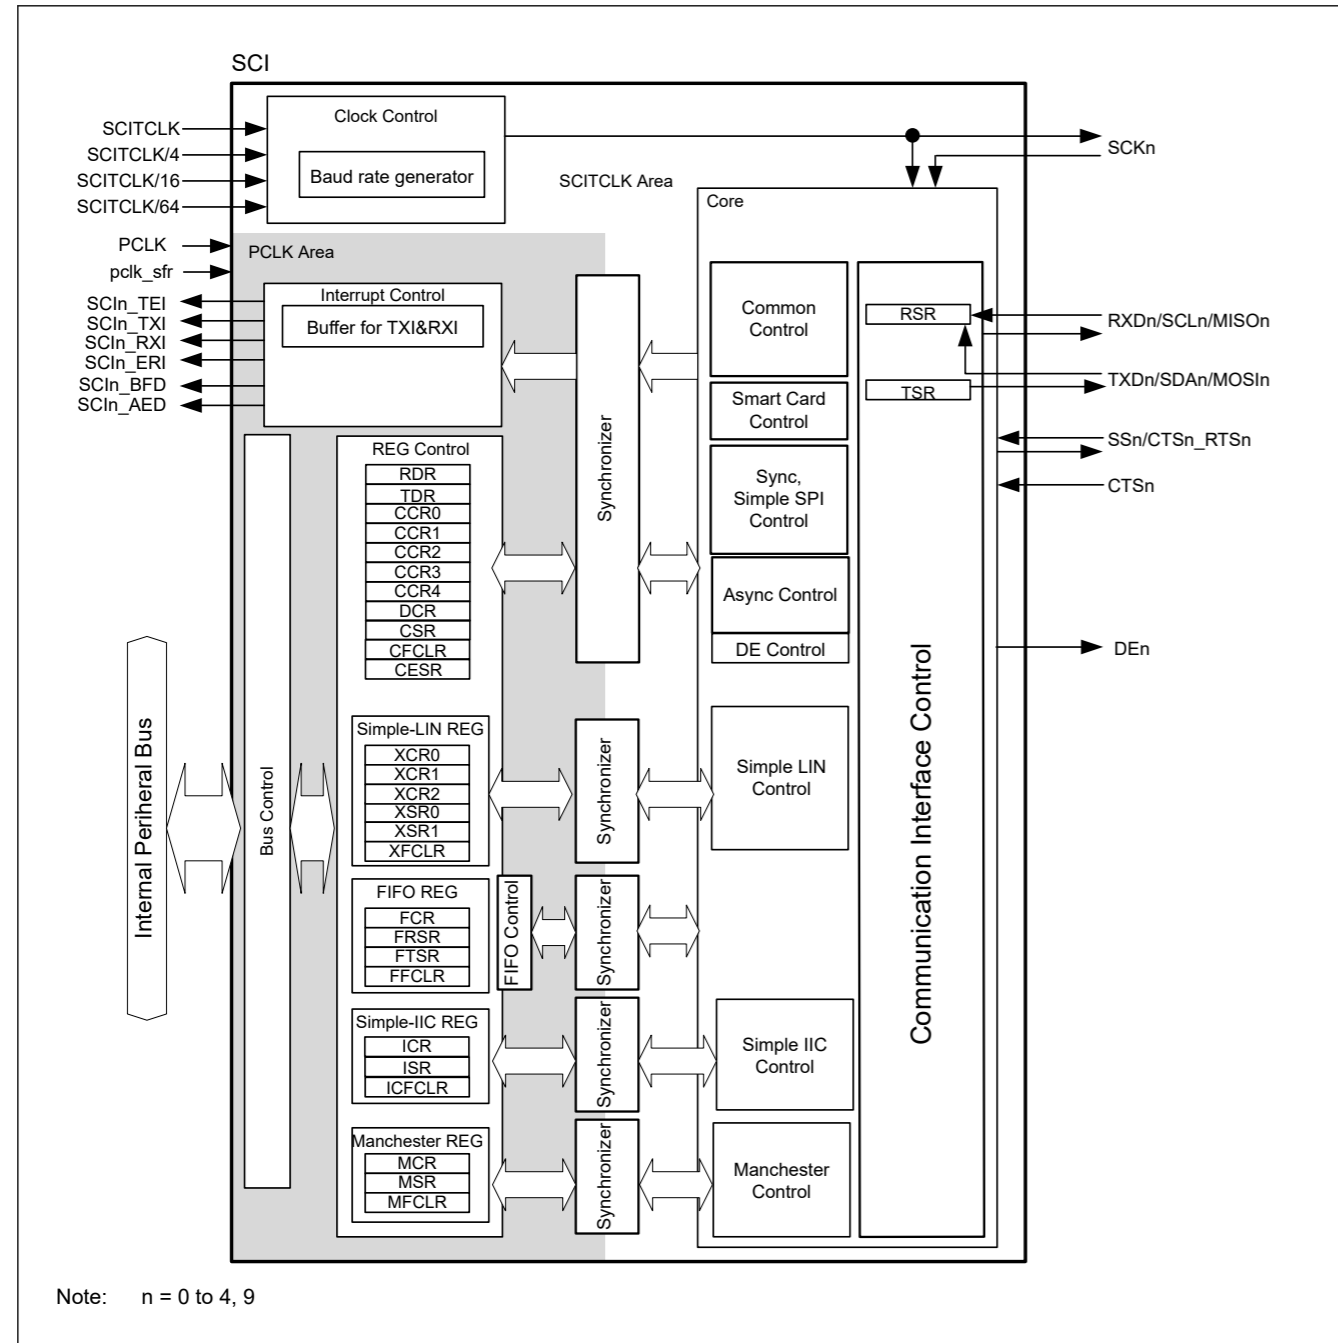 SCI
Clock Control
Baud rate generator
SCITCLK
SCITCLK/4
SCITCLK/16
SCITCLK/64
SCKn
SCITCLK Area
PCLK
pclk_sfr
PCLK Area
SCIn_TEI
SCIn_TXI
SCIn_RXI
SCIn_ERI
SCIn_BFD
SCIn_AED
Interrupt Control
Buffer for TXI&RXI
REG Control
RDR
TDR
CCR0
CCR1
CCR2
CCR3
CCR4
DCR
CSR
CFCLR
CESR
Simple-LIN REG
XCR0
XCR1
XCR2
XSR0
XSR1
XFCLR
FIFO REG
FCR
FRSR
FTSR
FFCLR
FIFO Control
Simple-IIC REG
ICR
ISR
ICFCLR
Manchester REG
MCR
MSR
MFCLR
Internal Periheral Bus
Bus Control
Synchronizer
Synchronizer
Synchronizer
Synchronizer
Synchronizer
Core
Common
Control
Smart Card
Control
Sync,
Simple SPI
Control
Async Control
DE Control
Simple LIN
Control
Simple IIC
Control
Manchester
Control
RSR
TSR
Communication Interface Control
RXDn/SCLn/MISOn
TXDn/SDAn/MOSIn
SSn/CTSn_RTSn
CTSn
DEn
Note: n = 0 to 4, 9